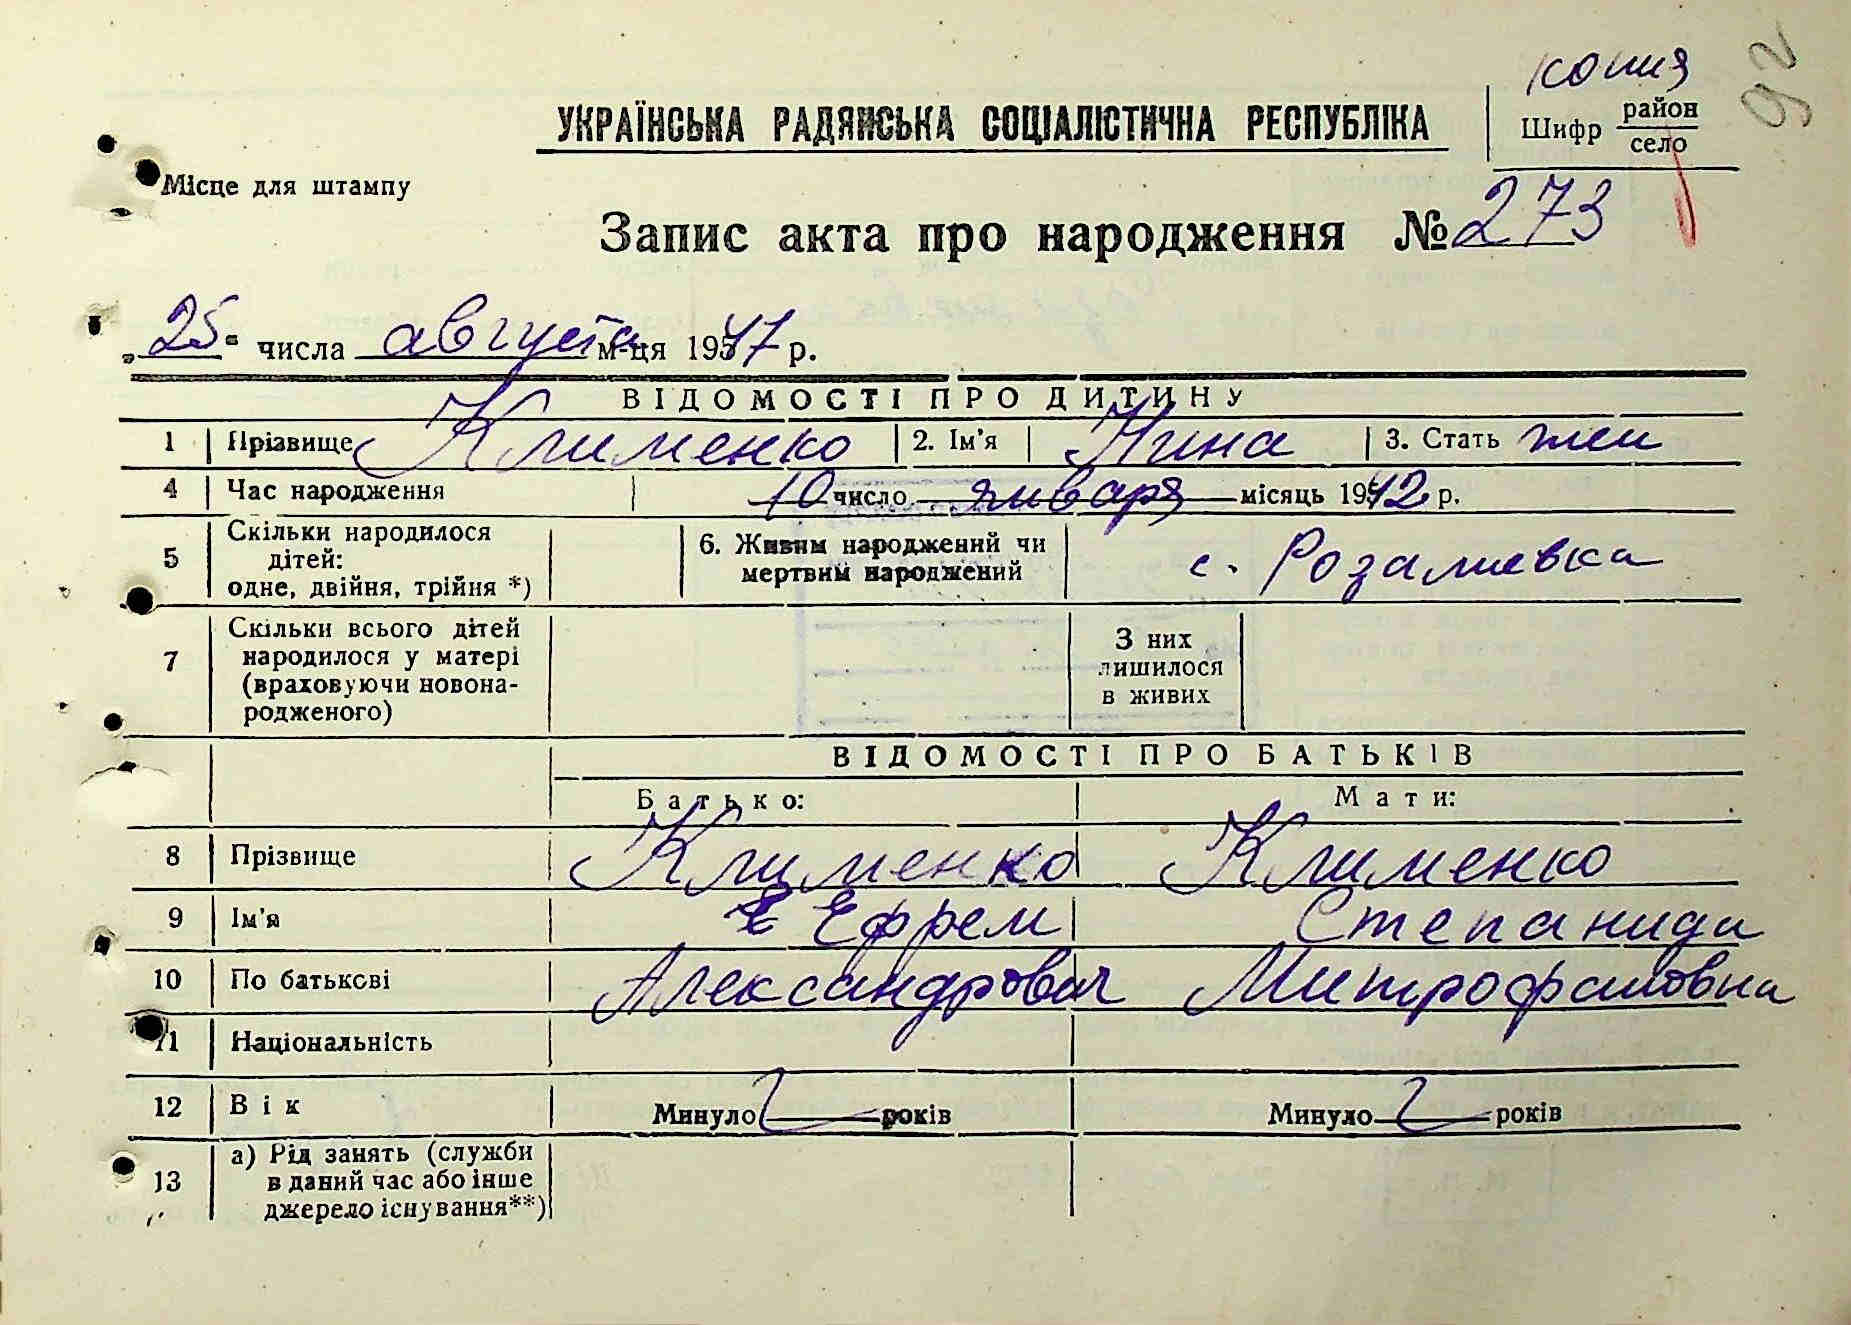 копия
92
УКРАЇНСЬКА РАДЯНСЬКА СОЦІАЛІСТИЧНА РЕСПУБЛІКА
Шифр район
село
Місце для штампу
Запис акта про народження № 273
„25" числа августа м-ця 1947 р.
ВІДОМОСТІ ПРО ДИТИНУ
1 Прізвище Клименко 2. Ім'я Нина 3. Стать жен
4 Час народження 10 число января місяць 1942 р.
5 Скільки народилося дітей: одне, двійня, трійня *) 6. Живим народжений чи мертвим народжений с. Розалиевка
7 Скільки всього дітей народилося у матері (враховуючи новонародженого) З них лишилося в живих
ВІДОМОСТІ ПРО БАТЬКІВ
Батько: Мати:
8 Прізвище Клименко Клименко
9 Ім'я Ефрем Степанида
10 По батькові Александрович Митрофановна
11 Національність
12 Вік Минуло років Минуло років
13 а) Рід занять (служби в даний час або інше джерело існування**)